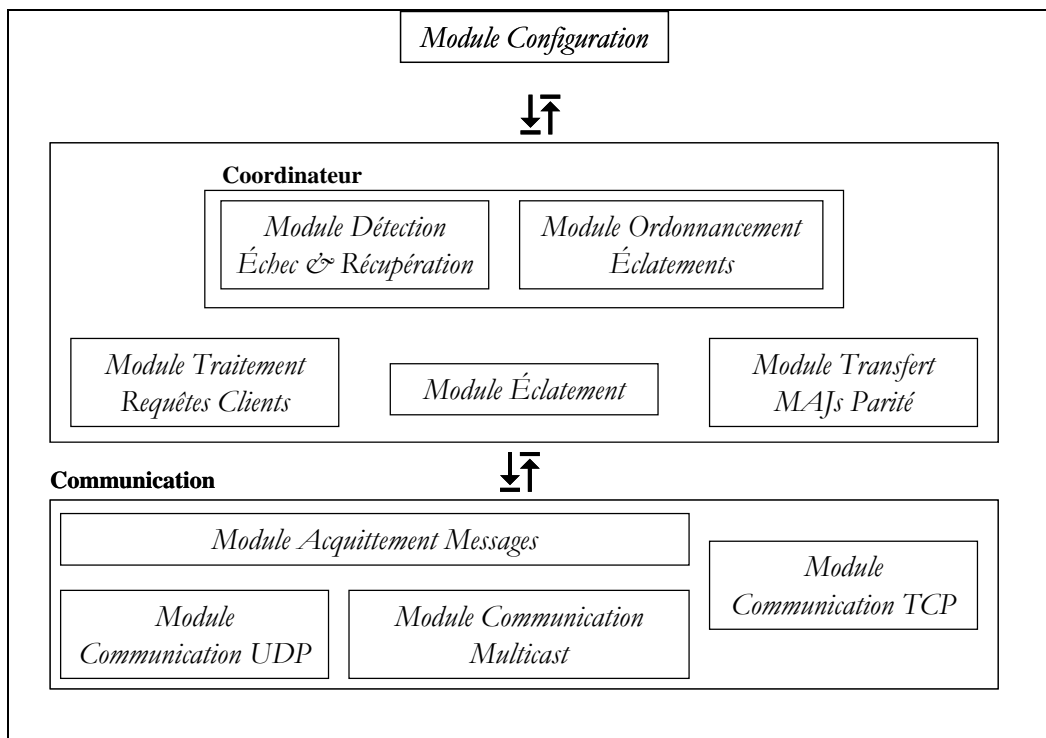 Module Configuration
Coordinateur
Module Détection
Échec & Récupération
Module Ordonnancement
Éclatements
Module Traitement
Requêtes Clients
Module Éclatement
Module Transfert
MAJs Parité
Communication
Module Acquittement Messages
Module
Communication TCP
Module
Communication UDP
Module Communication
Multicast